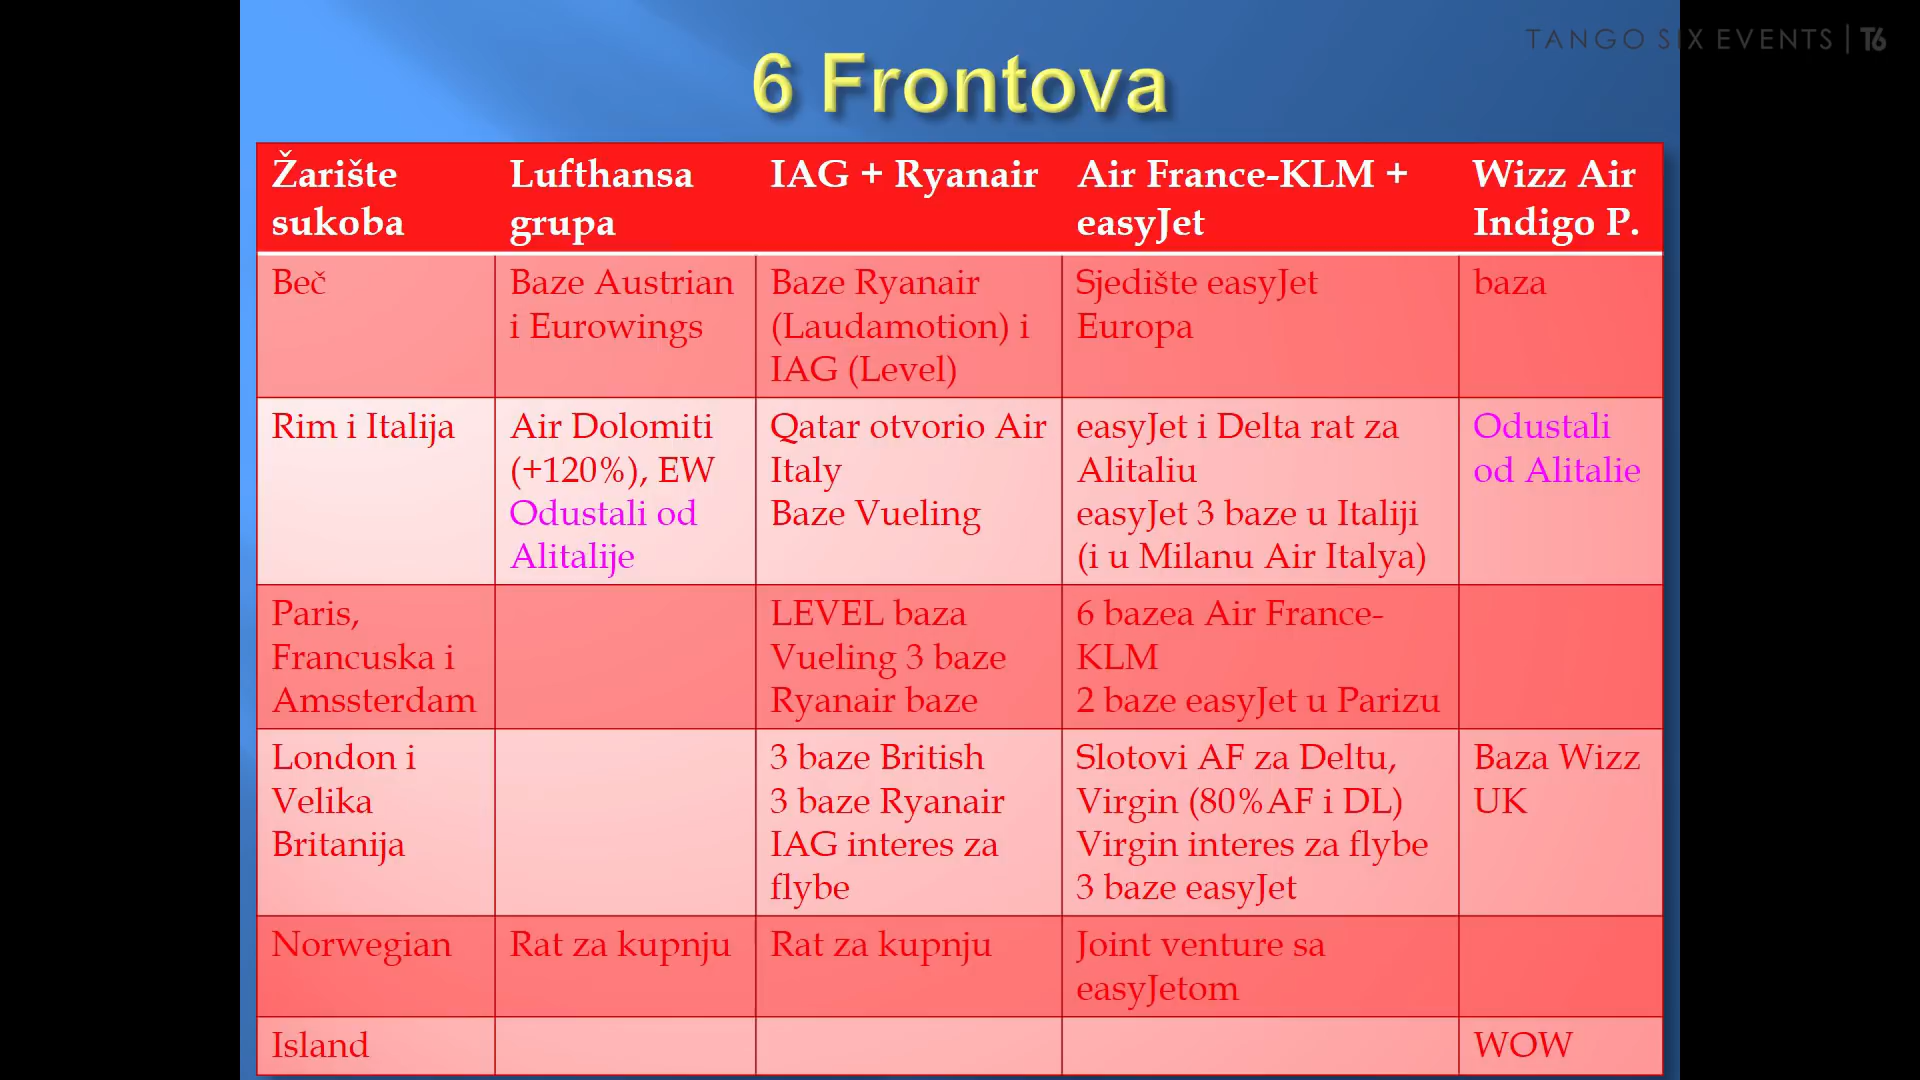 TANGO SIX EVENTS | T6
6 Frontova
Žarište
sukoba
Lufthansa
grupa
IAG + Ryanair
Air France-KLM +
easyJet
Wizz Air
Indigo P.
Beč
Baze Austrian
i Eurowings
Baze Ryanair
(Laudamotion) i
IAG (Level)
Sjedište easyJet
Europa
baza
Rim i Italija
Air Dolomiti
(+120%), EW
Odustali od
Alitalije
Qatar otvorio Air
Italy
Baze Vueling
easyJet i Delta rat za
Alitaliu
easyJet 3 baze u Italiji
(i u Milanu Air Italya)
Odustali
od Alitalie
Paris,
Francuska i
Amssterdam
LEVEL baza
Vueling 3 baze
Ryanair baze
6 bazea Air France-
KLM
2 baze easyJet u Parizu
London i
Velika
Britanija
3 baze British
3 baze Ryanair
IAG interes za
flybe
Slotovi AF za Deltu,
Virgin (80%AF i DL)
Virgin interes za flybe
3 baze easyJet
Baza Wizz
UK
Norwegian
Rat za kupnju
Rat za kupnju
Joint venture sa
easyJetom
Island
WOW